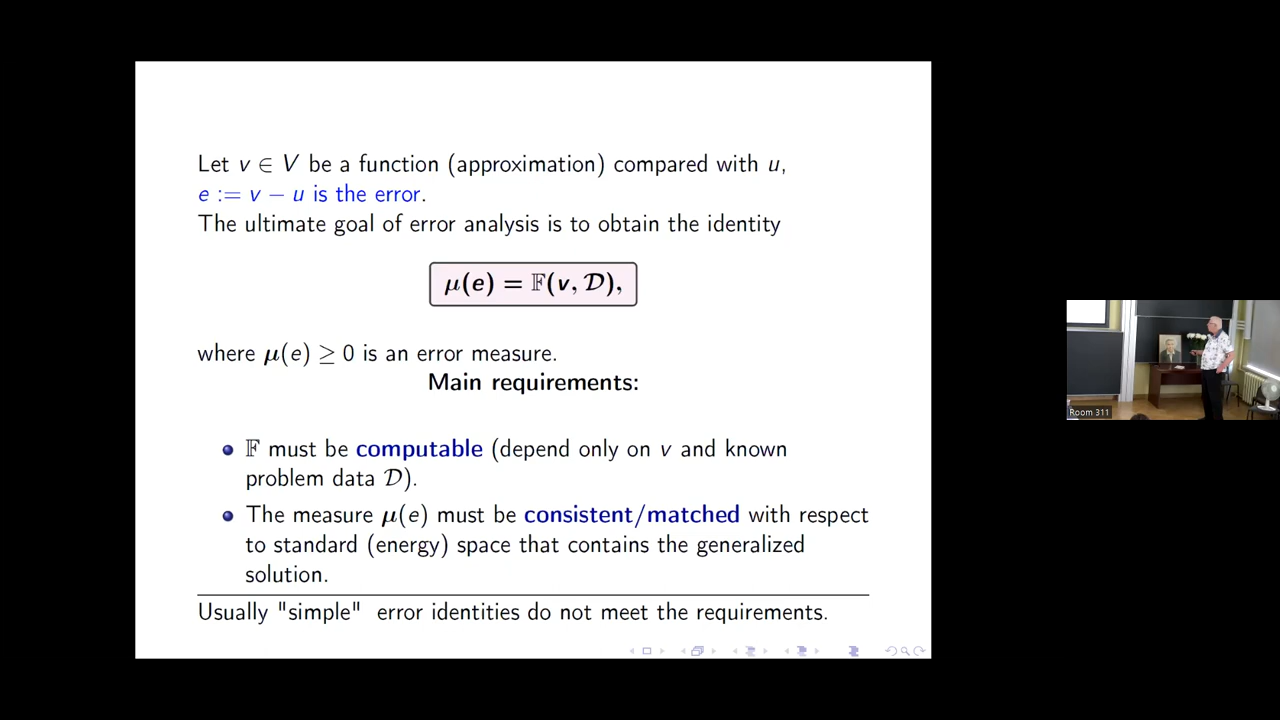 Let v ∈ V be a function (approximation) compared with u,
e := v − u is the error.
The ultimate goal of error analysis is to obtain the identity
μ(e) = 𝔽(v, 𝒟),
where μ(e) ≥ 0 is an error measure.
Main requirements:
𝔽 must be computable (depend only on v and known
problem data 𝒟).
The measure μ(e) must be consistent/matched with respect
to standard (energy) space that contains the generalized
solution.
Usually "simple" error identities do not meet the requirements.
Room 311